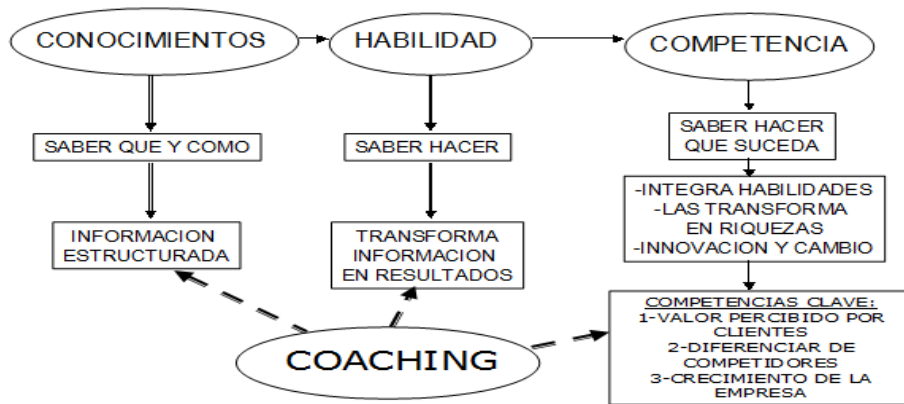 CONOCIMIENTOS
HABILIDAD
COMPETENCIA
SABER QUE Y COMO
SABER HACER
SABER HACER
QUE SUCEDA
INFORMACION
ESTRUCTURADA
TRANSFORMA
INFORMACION
EN RESULTADOS
-INTEGRA HABILIDADES
-LAS TRANSFORMA
EN RIQUEZAS
-INNOVACION Y CAMBIO
COACHING
COMPETENCIAS CLAVE:
1-VALOR PERCIBIDO POR
CLIENTES
2-DIFERENCIAR DE
COMPETIDORES
3-CRECIMIENTO DE LA
EMPRESA